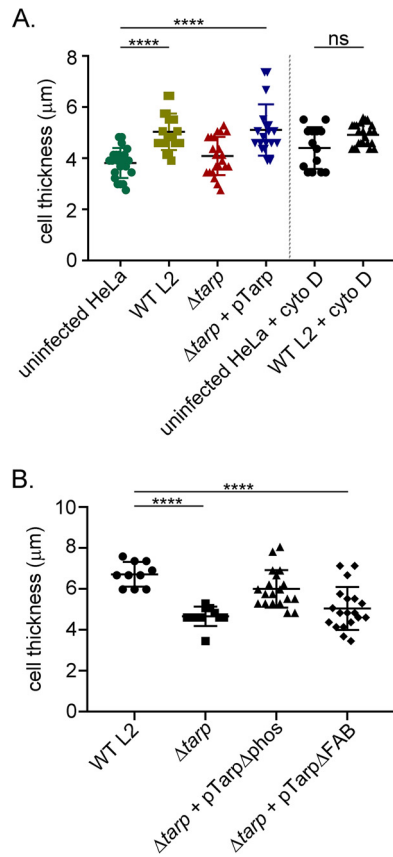 A.
****
****
ns
cell thickness (μm)
8
6
4
2
0
uninfected HeLa
WT L2
Δtarp
Δtarp + pTarp
uninfected HeLa + cyto D
WT L2 + cyto D
B.
****
****
cell thickness (μm)
10
8
6
4
2
0
WT L2
Δtarp
Δtarp + pTarpΔphos
Δtarp + pTarpΔFAB